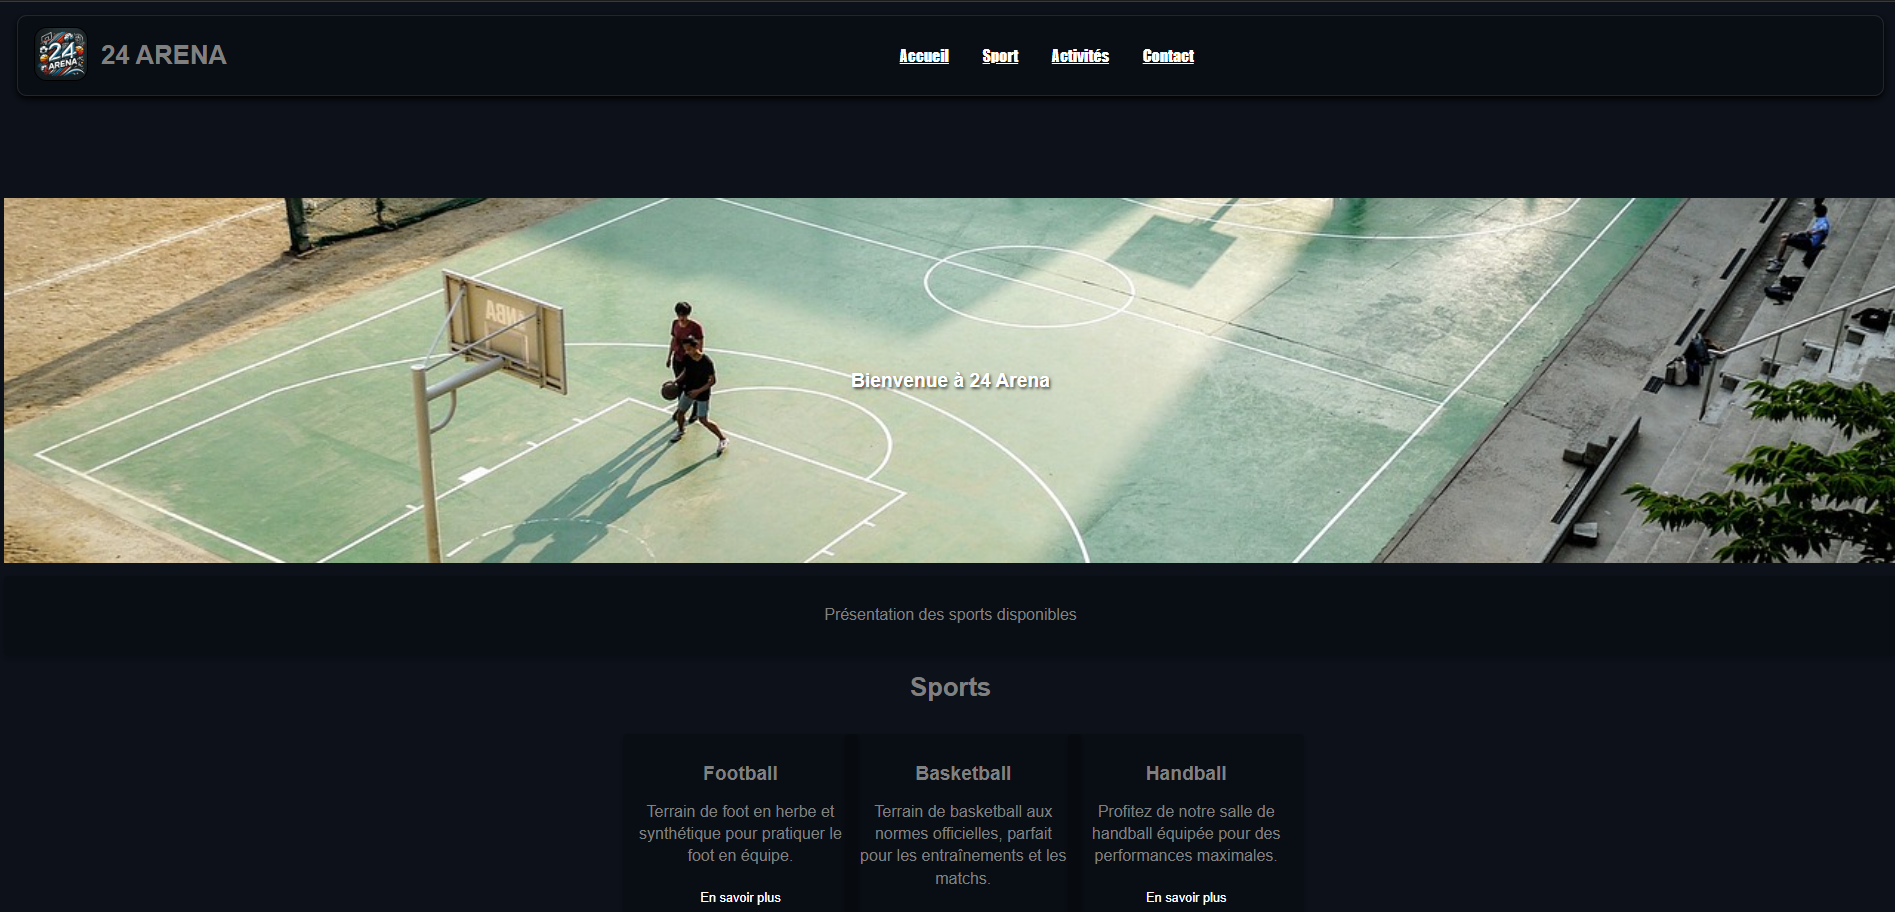 24
ARENA
24 ARENA
Accueil Sport Activités Contact
NBA
Bienvenue à 24 Arena
Présentation des sports disponibles
Sports
Football
Terrain de foot en herbe et
synthétique pour pratiquer le
foot en équipe.
En savoir plus
Basketball
Terrain de basketball aux
normes officielles, parfait
pour les entraînements et les
matchs.
Handball
Profitez de notre salle de
handball équipée pour des
performances maximales.
En savoir plus